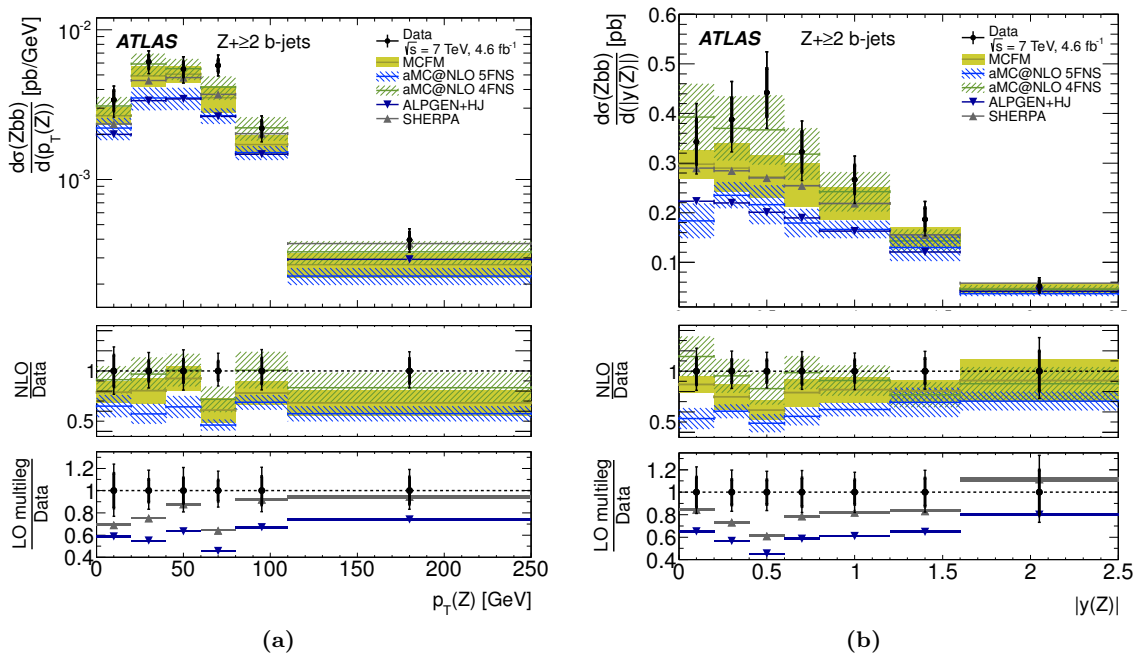 ATLAS Z+≥2 b-jets
Data
√s = 7 TeV, 4.6 fb⁻¹
MCFM
aMC@NLO 5FNS
aMC@NLO 4FNS
ALPGEN+HJ
SHERPA
dσ(Zbb)
d(p_T(Z)) [pb/GeV]
10⁻²
10⁻³
NLO
Data
1
0.5
LO multileg
Data
1.2
1
0.8
0.6
0.4
0 50 100 150 200 250
p_T(Z) [GeV]
(a)
ATLAS Z+≥2 b-jets
Data
√s = 7 TeV, 4.6 fb⁻¹
MCFM
aMC@NLO 5FNS
aMC@NLO 4FNS
ALPGEN+HJ
SHERPA
dσ(Zbb)
d(|y(Z)|) [pb]
0.6
0.5
0.4
0.3
0.2
0.1
NLO
Data
1
0.5
LO multileg
Data
1.2
1
0.8
0.6
0.4
0 0.5 1 1.5 2 2.5
|y(Z)|
(b)